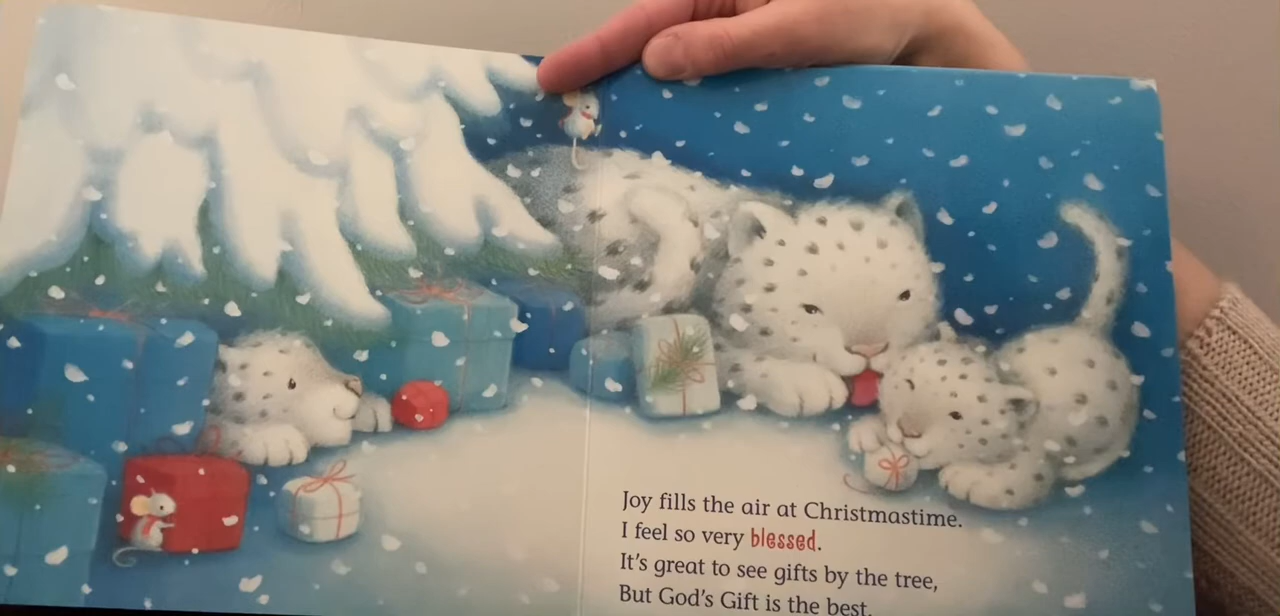 Joy fills the air at Christmastime.
I feel so very blessed.
It's great to see gifts by the tree,
But God's Gift is the best.